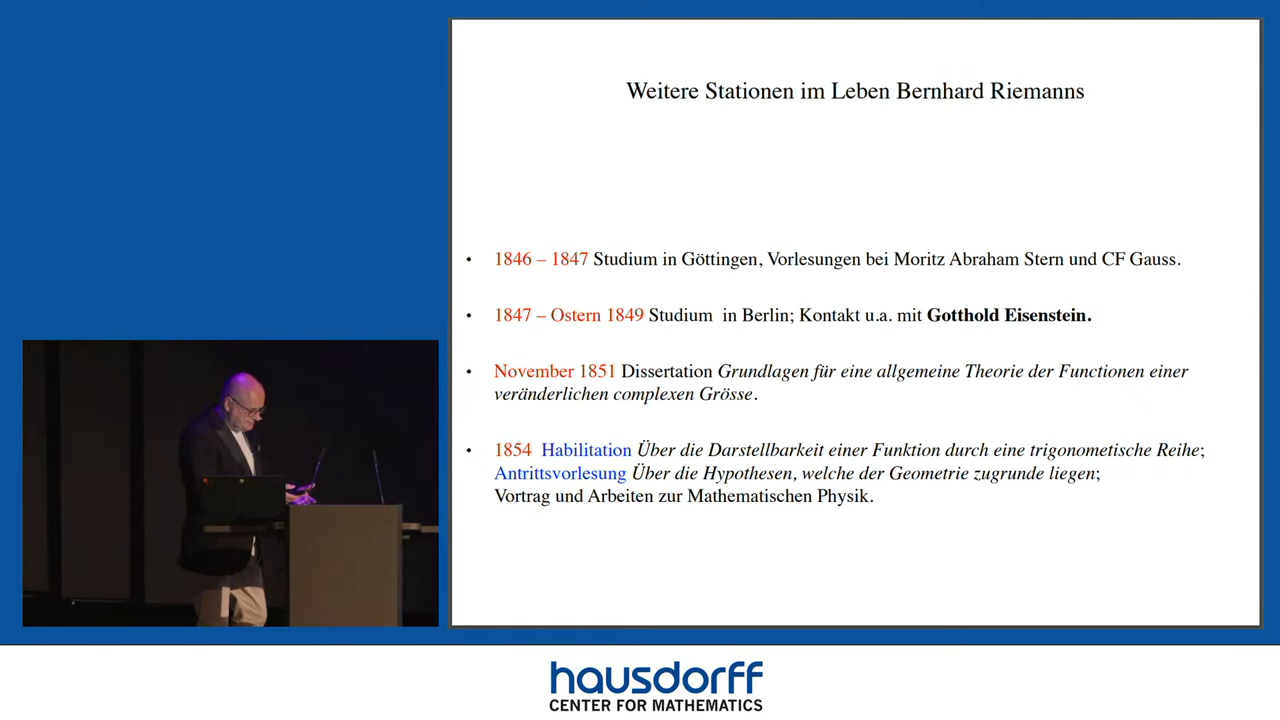 Weitere Stationen im Leben Bernhard Riemanns
• 1846 – 1847 Studium in Göttingen, Vorlesungen bei Moritz Abraham Stern und CF Gauss.
• 1847 – Ostern 1849 Studium in Berlin; Kontakt u.a. mit Gotthold Eisenstein.
• November 1851 Dissertation Grundlagen für eine allgemeine Theorie der Functionen einer
veränderlichen complexen Grösse.
• 1854 Habilitation Über die Darstellbarkeit einer Funktion durch eine trigonometische Reihe;
Antrittsvorlesung Über die Hypothesen, welche der Geometrie zugrunde liegen;
Vortrag und Arbeiten zur Mathematischen Physik.
hausdorff
CENTER FOR MATHEMATICS